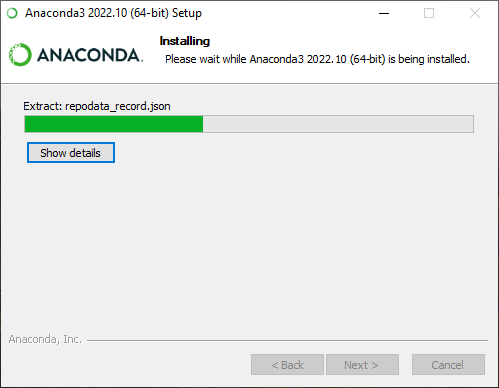 Anaconda3 2022.10 (64-bit) Setup
ANACONDA.
Installing
Please wait while Anaconda3 2022.10 (64-bit) is being installed.
Extract: repodata_record.json
Show details
Anaconda, Inc.
< Back
Next >
Cancel